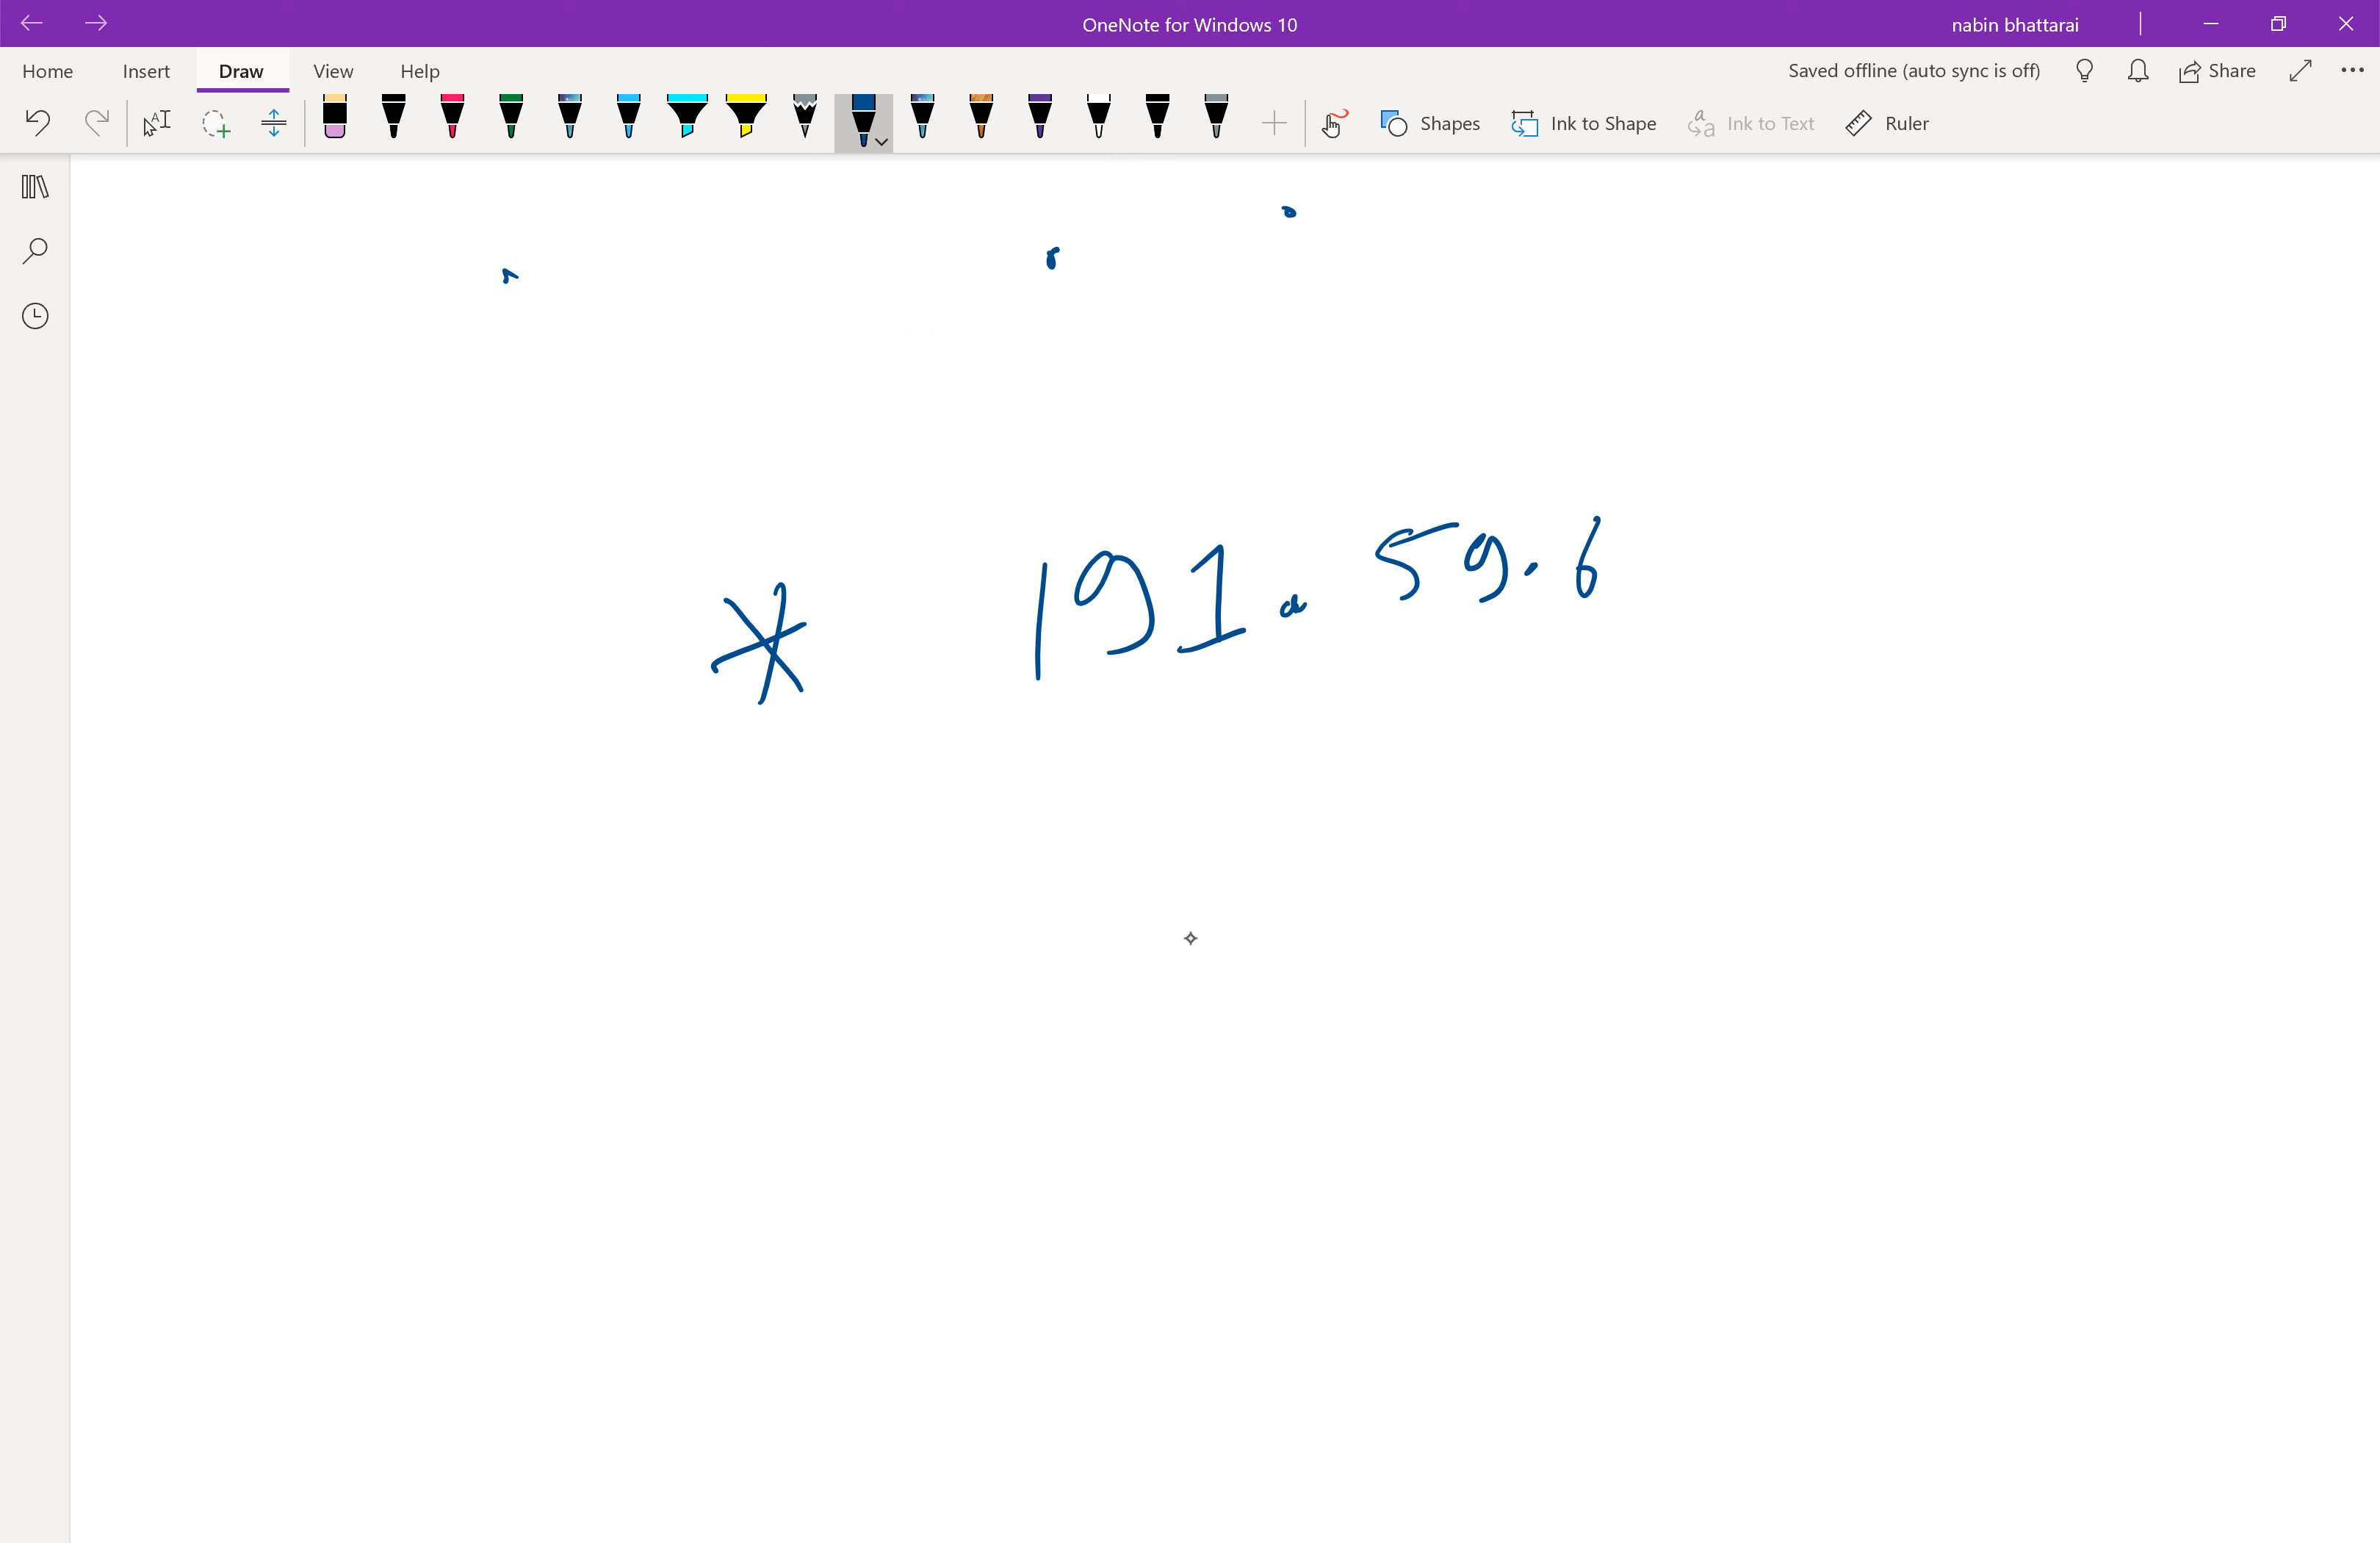 OneNote for Windows 10
nabin bhattarai
Home Insert Draw View Help
Saved offline (auto sync is off) Share
Shapes Ink to Shape Ink to Text Ruler
* 191. 59. 6